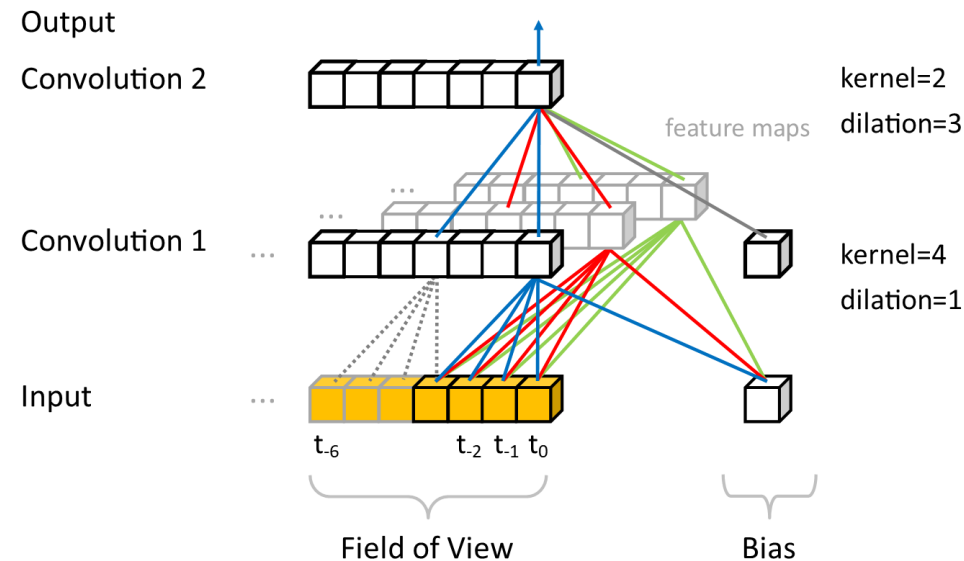 Output
Convolution 2
kernel=2
dilation=3
feature maps
...
...
Convolution 1
...
kernel=4
dilation=1
Input
...
t-6
t-2
t-1
t0
Field of View
Bias